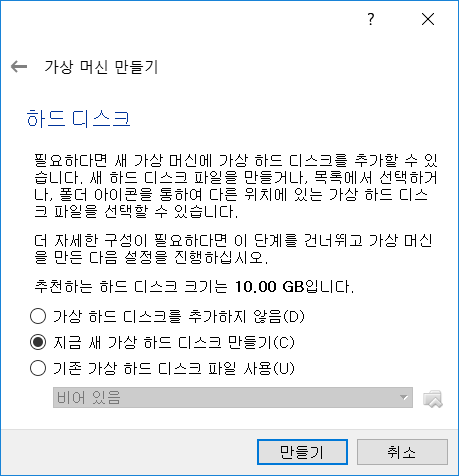 ?
가상 머신 만들기
하드 디스크
필요하다면 새 가상 머신에 가상 하드 디스크를 추가할 수 있
습니다. 새 하드 디스크 파일을 만들거나, 목록에서 선택하거
나, 폴더 아이콘을 통하여 다른 위치에 있는 가상 하드 디스
크 파일을 선택할 수 있습니다.
더 자세한 구성이 필요하다면 이 단계를 건너뛰고 가상 머신
을 만든 다음 설정을 진행하십시오.
추천하는 하드 디스크 크기는 10.00 GB입니다.
가상 하드 디스크를 추가하지 않음(D)
지금 새 가상 하드 디스크 만들기(C)
기존 가상 하드 디스크 파일 사용(U)
비어 있음
만들기 취소